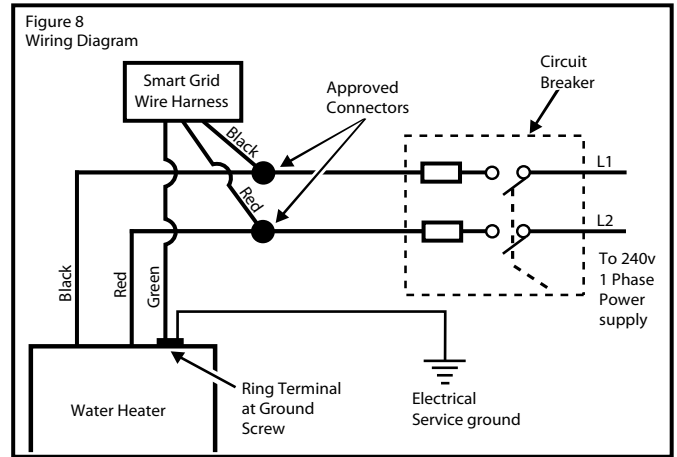 Figure 8
Wiring Diagram
Smart Grid
Wire Harness
Approved
Connectors
Circuit
Breaker
Black
Red
L1
L2
To 240v
1 Phase
Power
supply
Black
Red
Green
Water Heater
Ring Terminal
at Ground
Screw
Electrical
Service ground